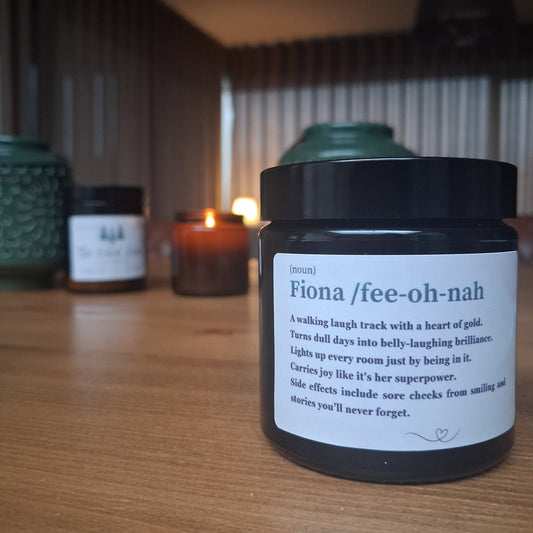 (noun)
Fiona /fee-oh-nah
A walking laugh track with a heart of gold.
Turns dull days into belly-laughing brilliance.
Lights up every room just by being in it.
Carries joy like it's her superpower.
Side effects include sore cheeks from smiling and
stories you'll never forget.